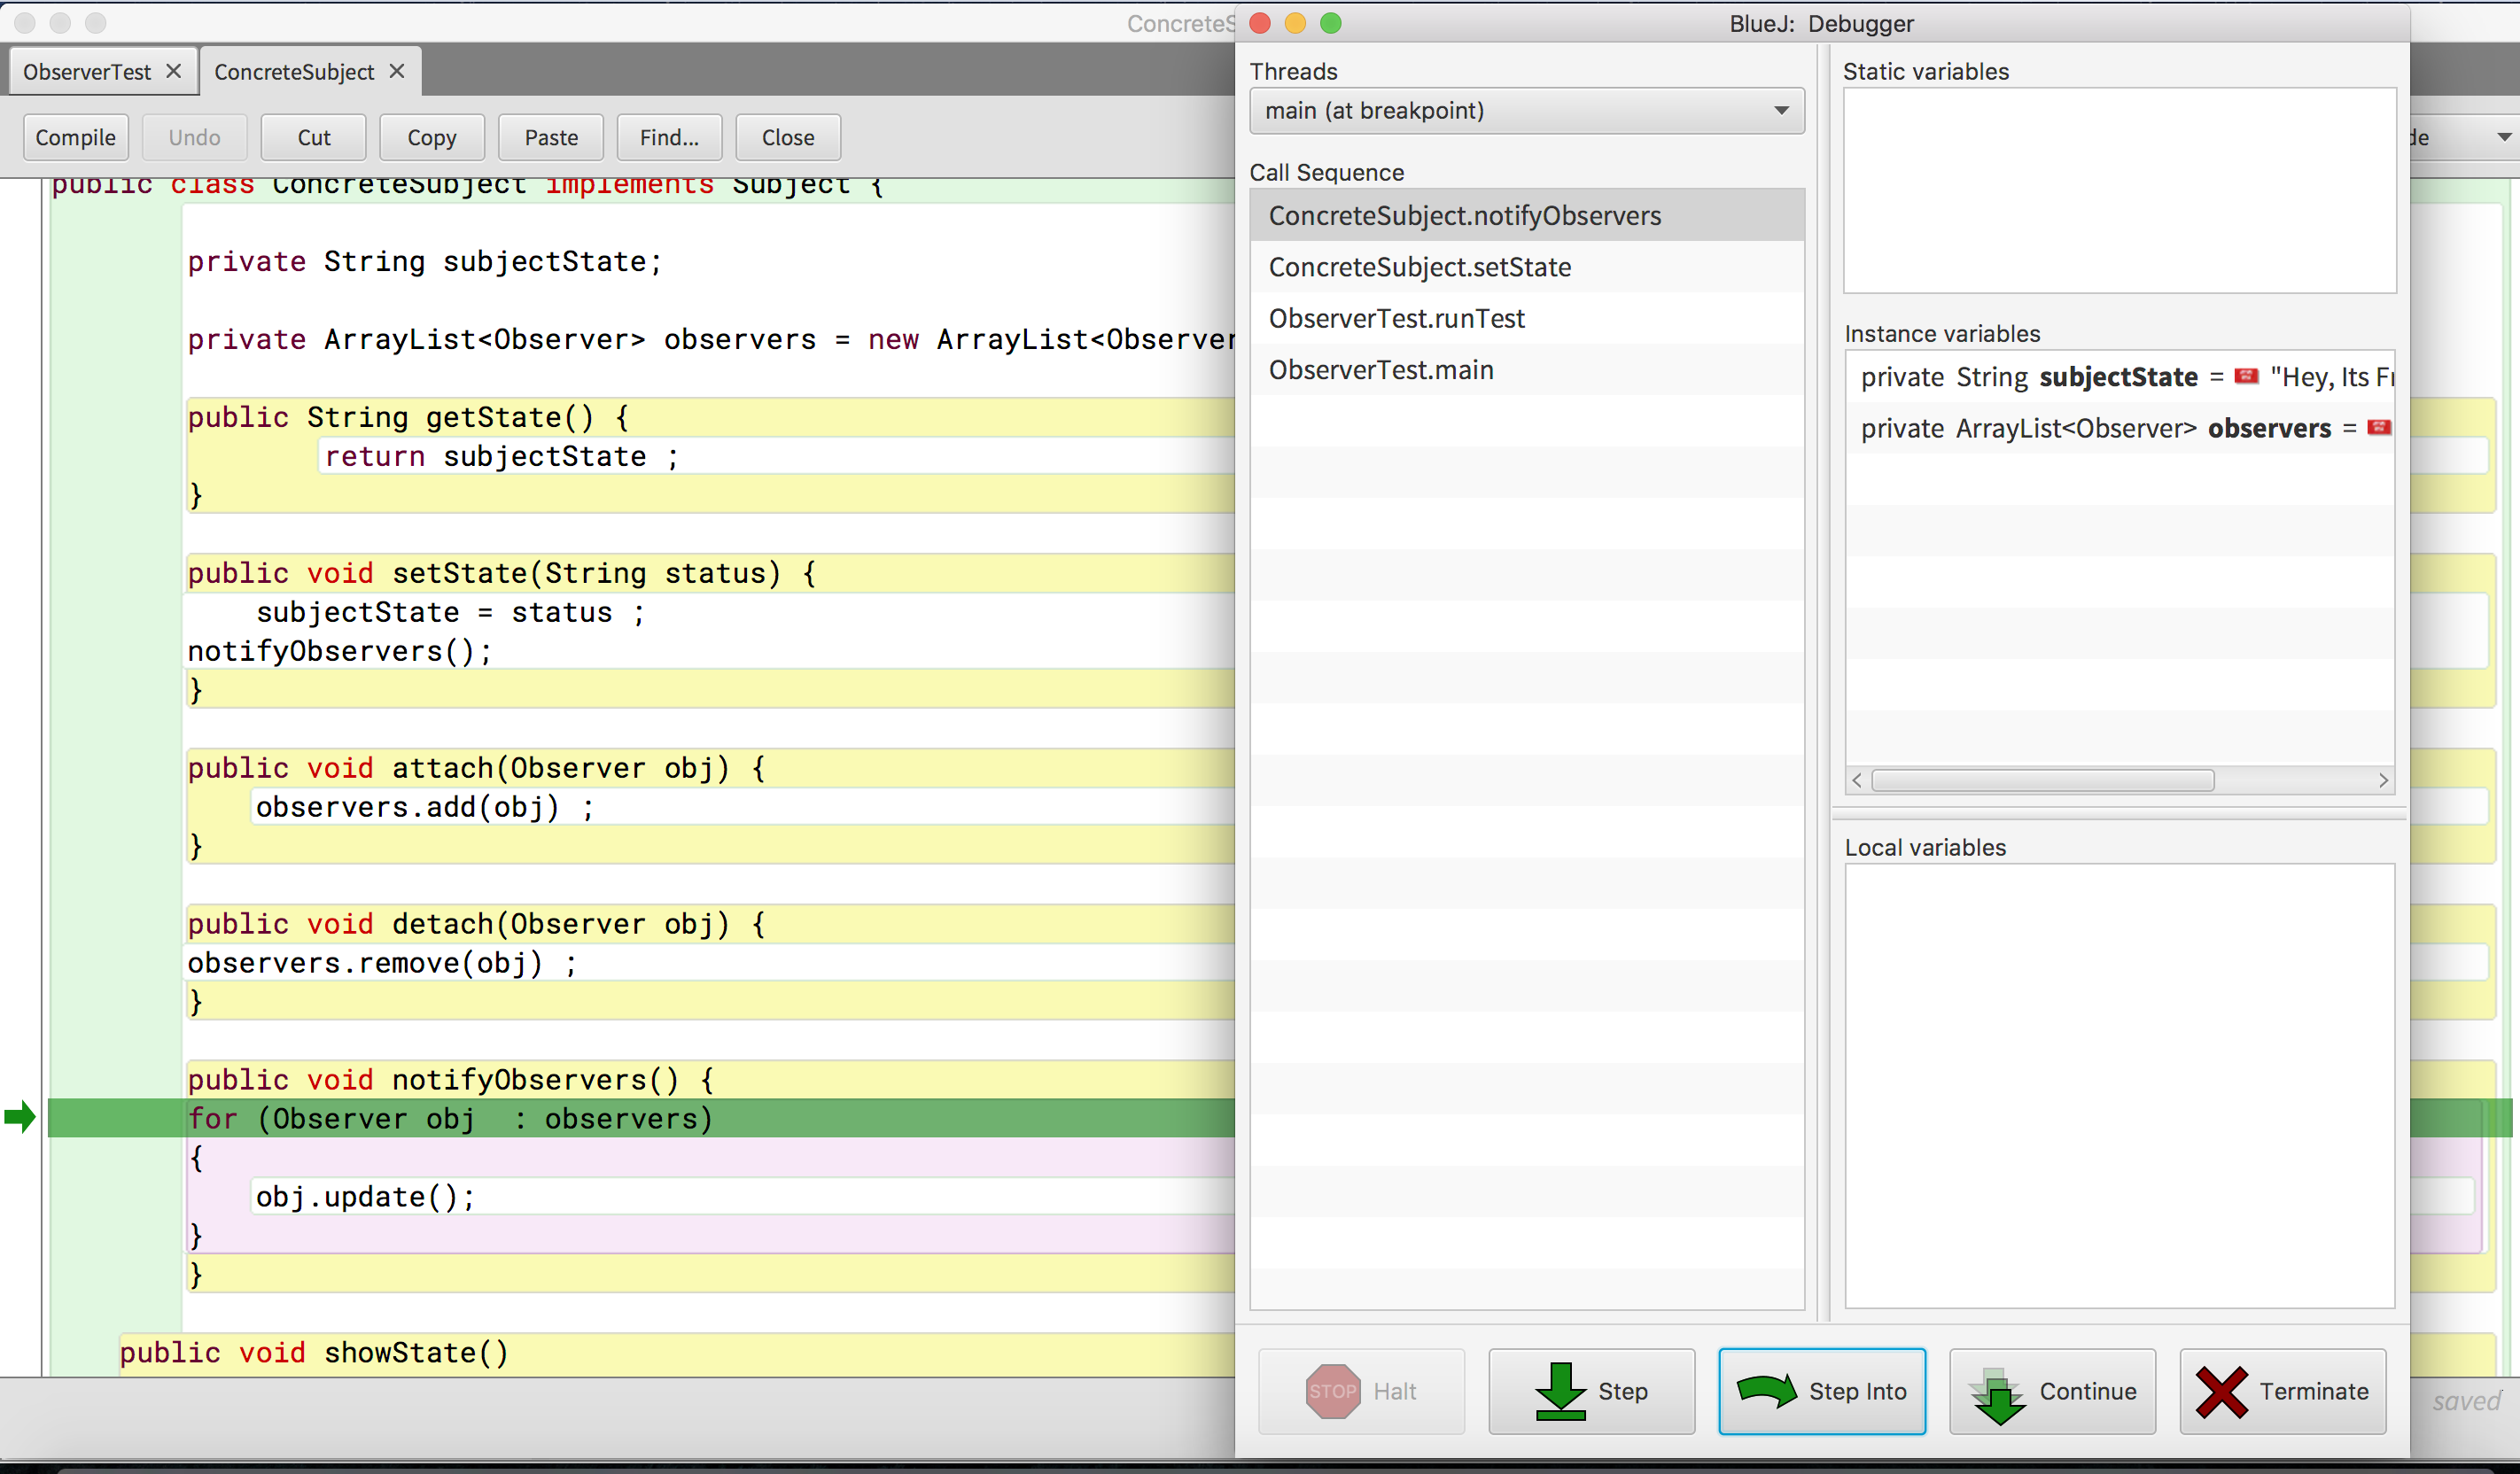 ConcreteS
ObserverTest
ConcreteSubject
Compile
Undo
Cut
Copy
Paste
Find...
Close
de
public class ConcreteSubject implements Subject {
private String subjectState;
private ArrayList<Observer> observers = new ArrayList<Observer
public String getState() {
return subjectState ;
}
public void setState(String status) {
subjectState = status ;
notifyObservers();
}
public void attach(Observer obj) {
observers.add(obj) ;
}
public void detach(Observer obj) {
observers.remove(obj) ;
}
public void notifyObservers() {
for (Observer obj  : observers)
{
obj.update();
}
}
public void showState()
saved
BlueJ:  Debugger
Threads
main (at breakpoint)
Call Sequence
ConcreteSubject.notifyObservers
ConcreteSubject.setState
ObserverTest.runTest
ObserverTest.main
Static variables
Instance variables
private String subjectState = "Hey, Its Fr
private ArrayList<Observer> observers =
Local variables
STOP Halt
Step
Step Into
Continue
Terminate